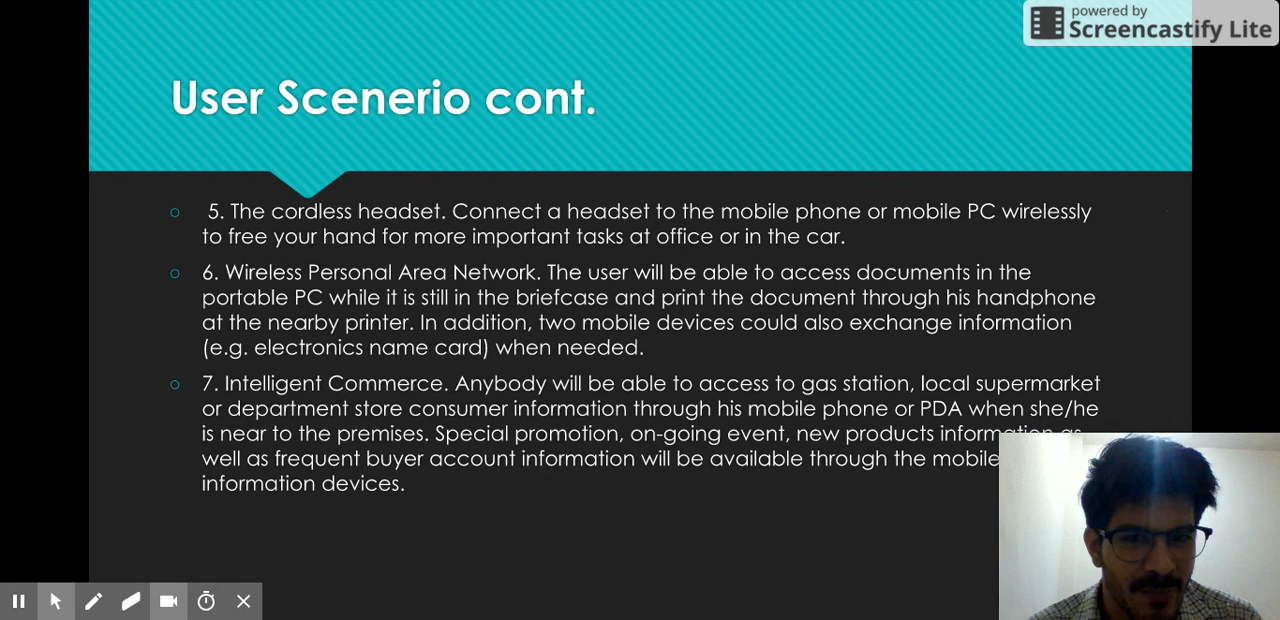 powered by
Screencastify Lite
User Scenerio cont.
5. The cordless headset. Connect a headset to the mobile phone or mobile PC wirelessly
to free your hand for more important tasks at office or in the car.
6. Wireless Personal Area Network. The user will be able to access documents in the
portable PC while it is still in the briefcase and print the document through his handphone
at the nearby printer. In addition, two mobile devices could also exchange information
(e.g. electronics name card) when needed.
7. Intelligent Commerce. Anybody will be able to access to gas station, local supermarket
or department store consumer information through his mobile phone or PDA when she/he
is near to the premises. Special promotion, on-going event, new products information as
well as frequent buyer account information will be available through the mobile
information devices.